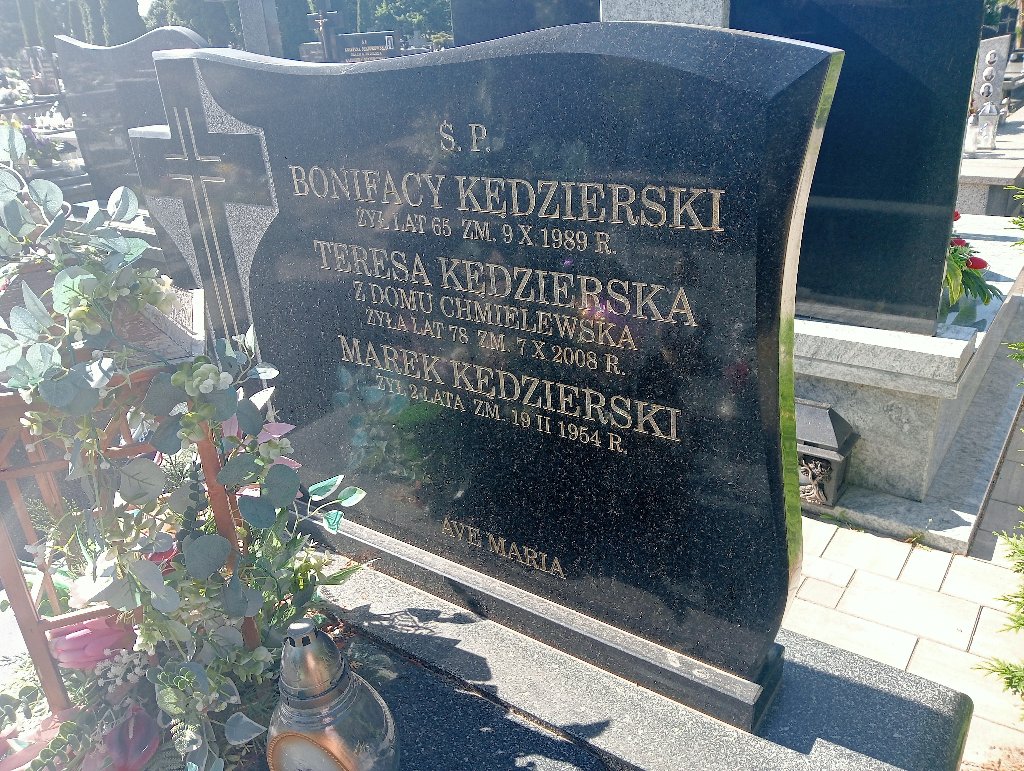 Ś. P.
BONIFACY KĘDZIERSKI
ŻYŁ LAT 65 ZM. 9 X 1989 R.
TERESA KĘDZIERSKA
Z DOMU CHMIELEWSKA
ŻYŁA LAT 78 ZM. 7 X 2008 R.
MAREK KĘDZIERSKI
ŻYŁ 2 LATA ZM. 19 II 1954 R.
AVE MARIA